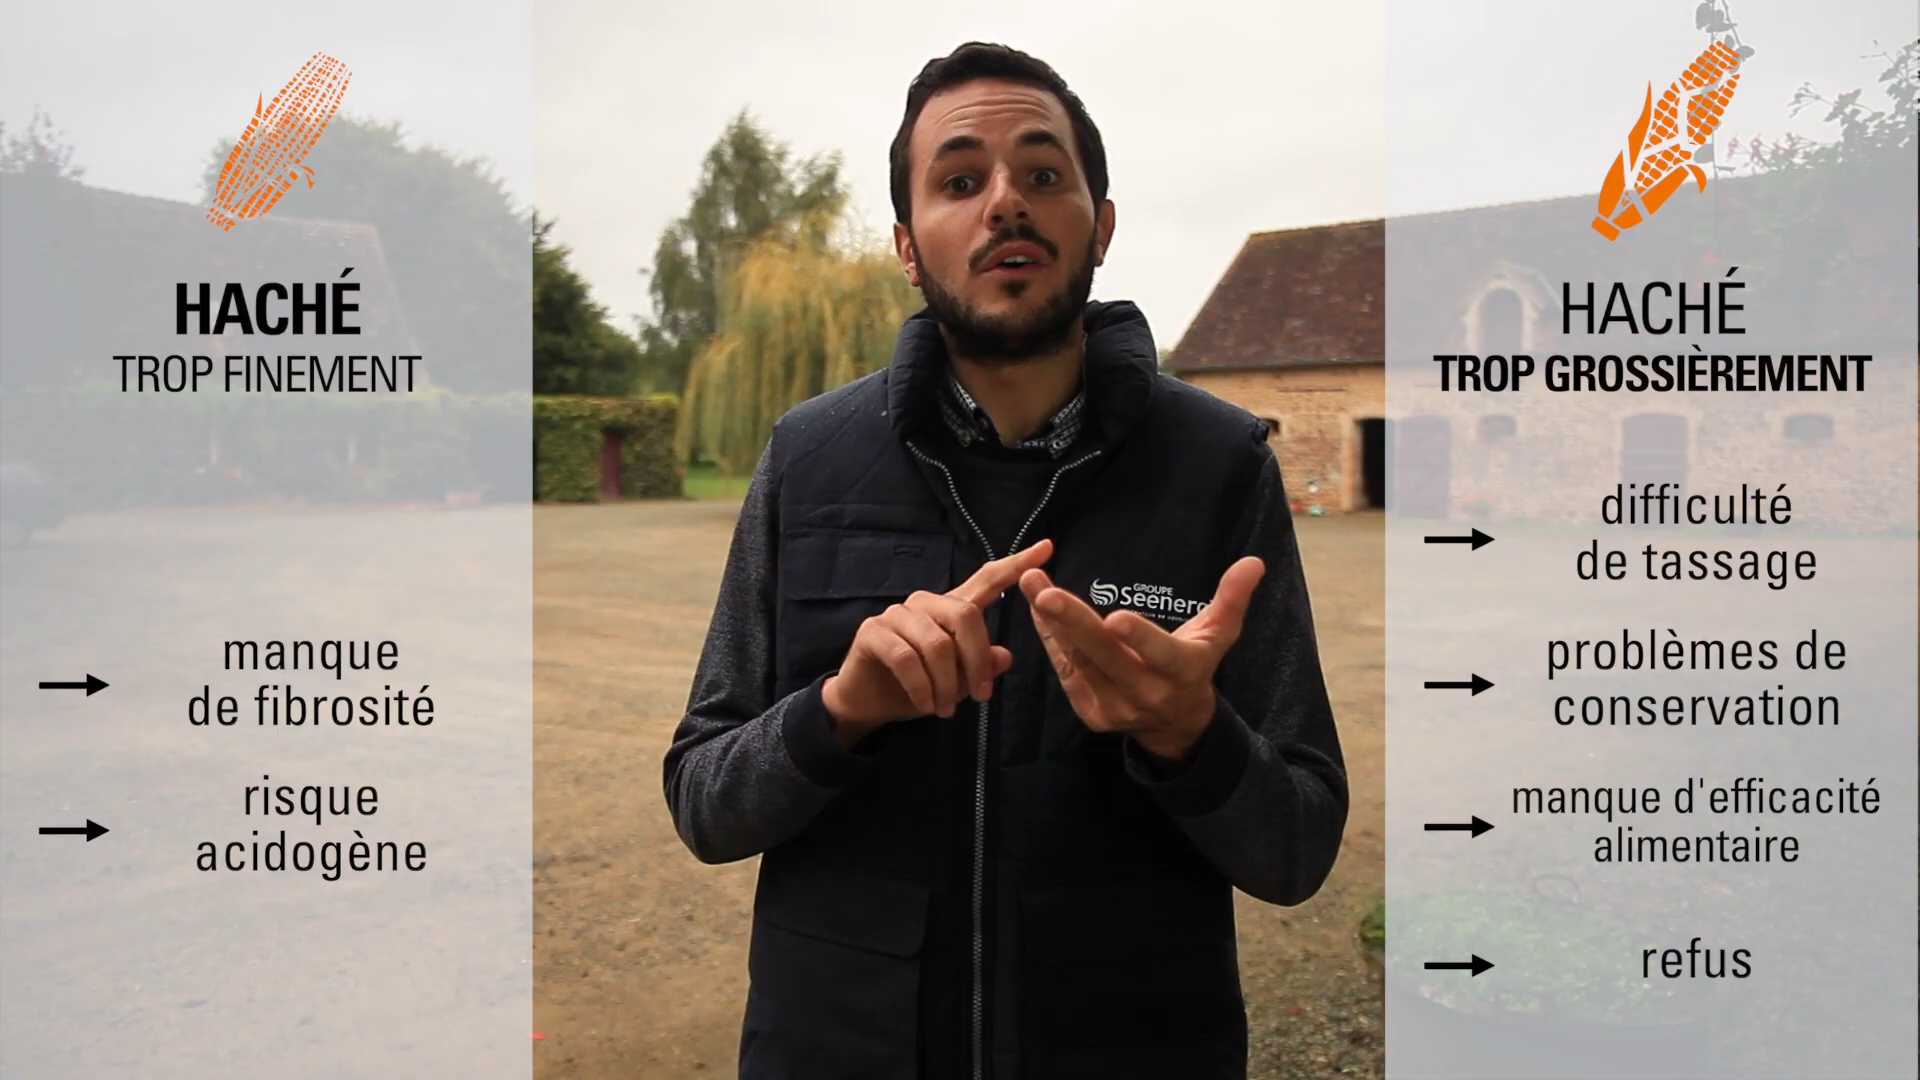 HACHÉ
TROP FINEMENT
manque
de fibrosité
risque
acidogène
GROUPE
Seenerg
HACHÉ
TROP GROSSIÈREMENT
difficulté
de tassage
problèmes de
conservation
manque d'efficacité
alimentaire
refus